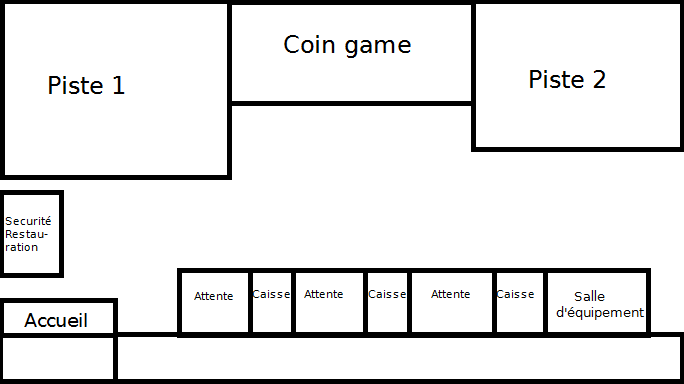 Coin game
Piste 1
Piste 2
Securité
Restau-
ration
Attente
Caisse
Attente
Caisse
Attente
Caisse
Salle
d'équipement
Accueil